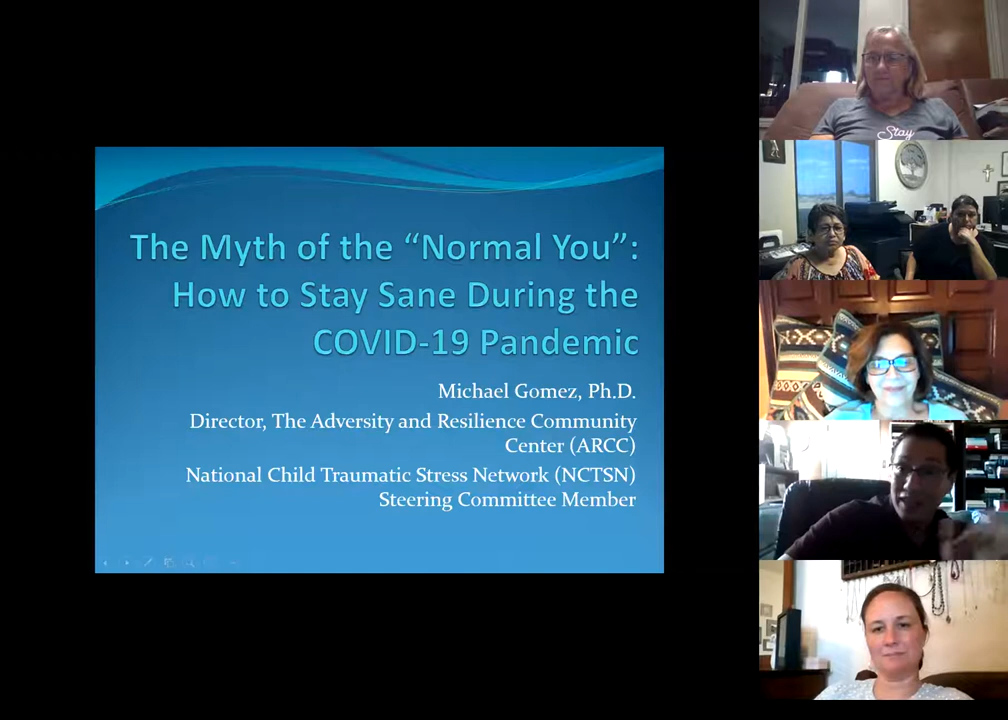 The Myth of the “Normal You”:
How to Stay Sane During the
COVID-19 Pandemic
Michael Gomez, Ph.D.
Director, The Adversity and Resilience Community
Center (ARCC)
National Child Traumatic Stress Network (NCTSN)
Steering Committee Member
Stay